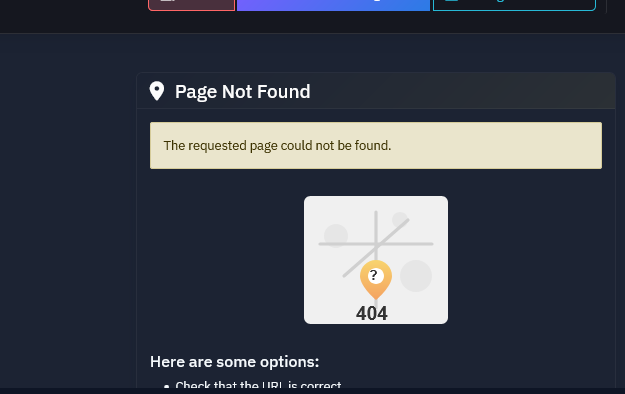 Page Not Found
The requested page could not be found.
?
404
Here are some options:
Check that the URL is correct